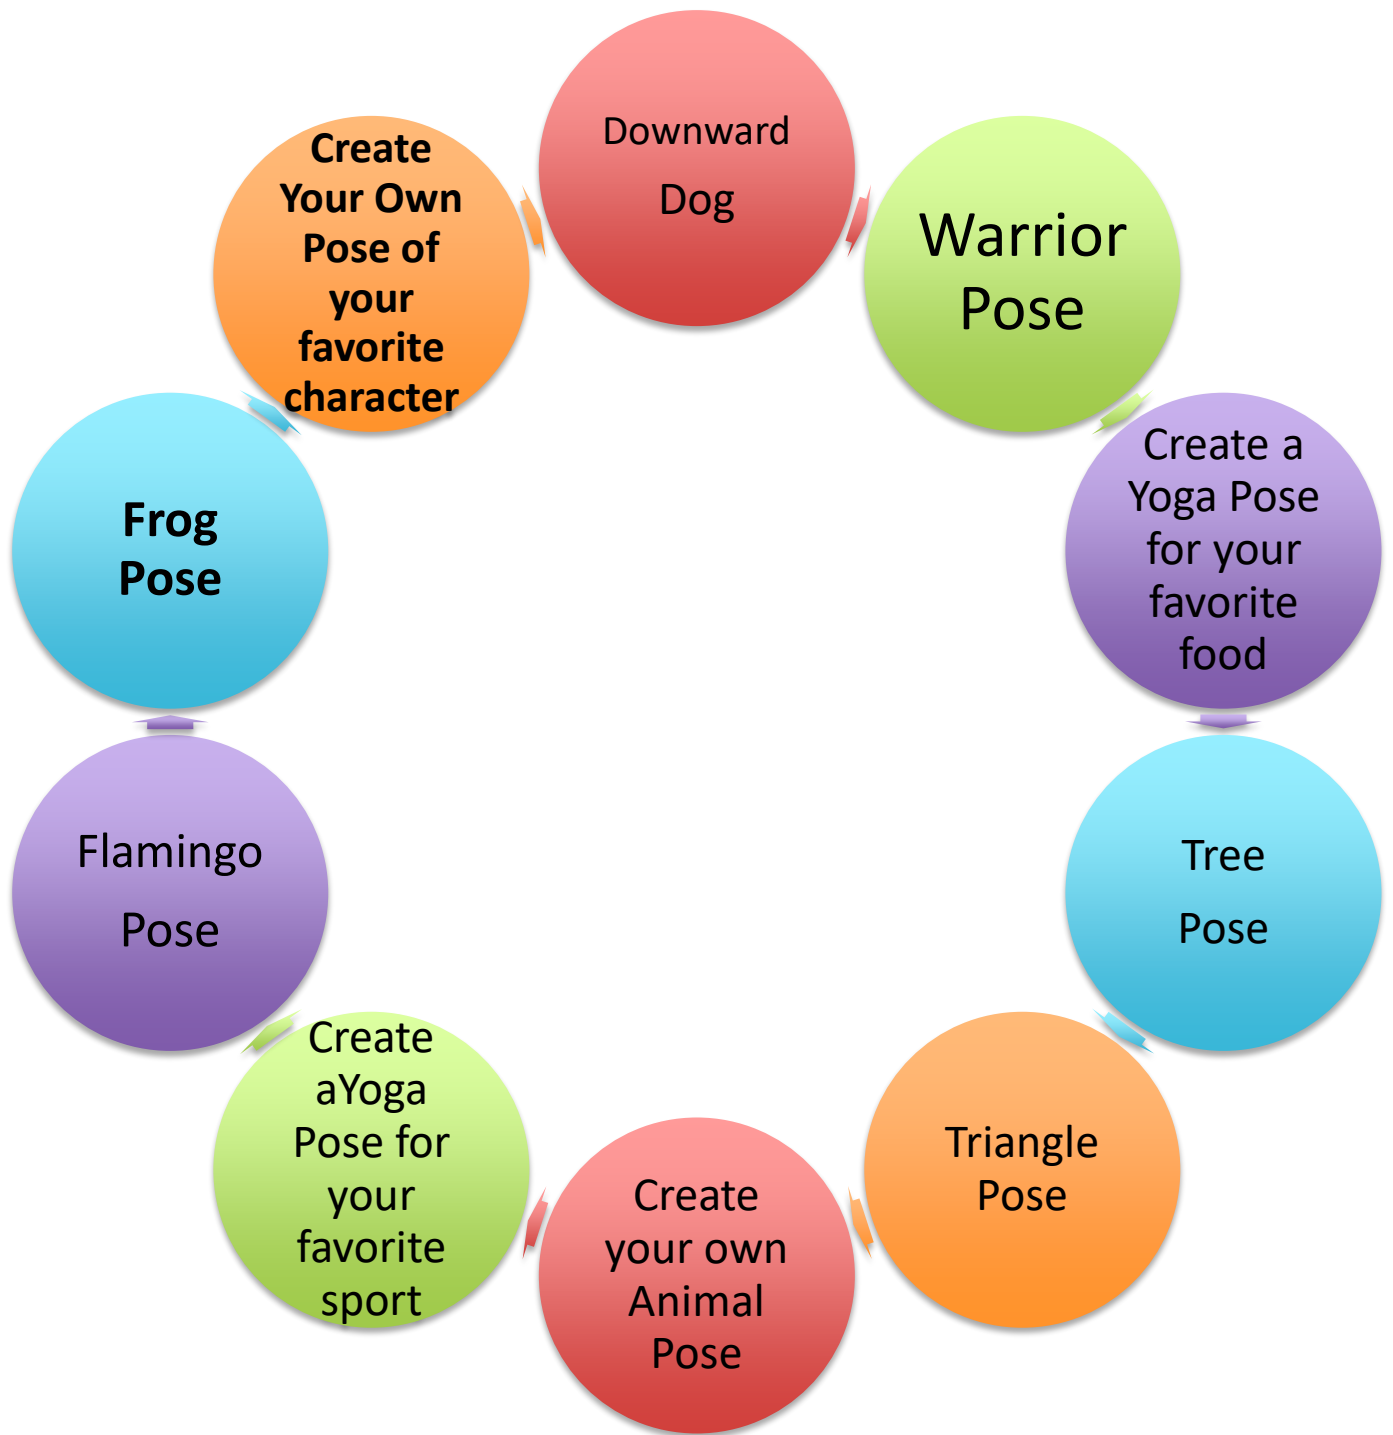 Downward
Dog
Warrior
Pose
Create a
Yoga Pose
for your
favorite
food
Tree
Pose
Triangle
Pose
Create
your own
Animal
Pose
Create
aYoga
Pose for
your
favorite
sport
Flamingo
Pose
Frog
Pose
Create
Your Own
Pose of
your
favorite
character